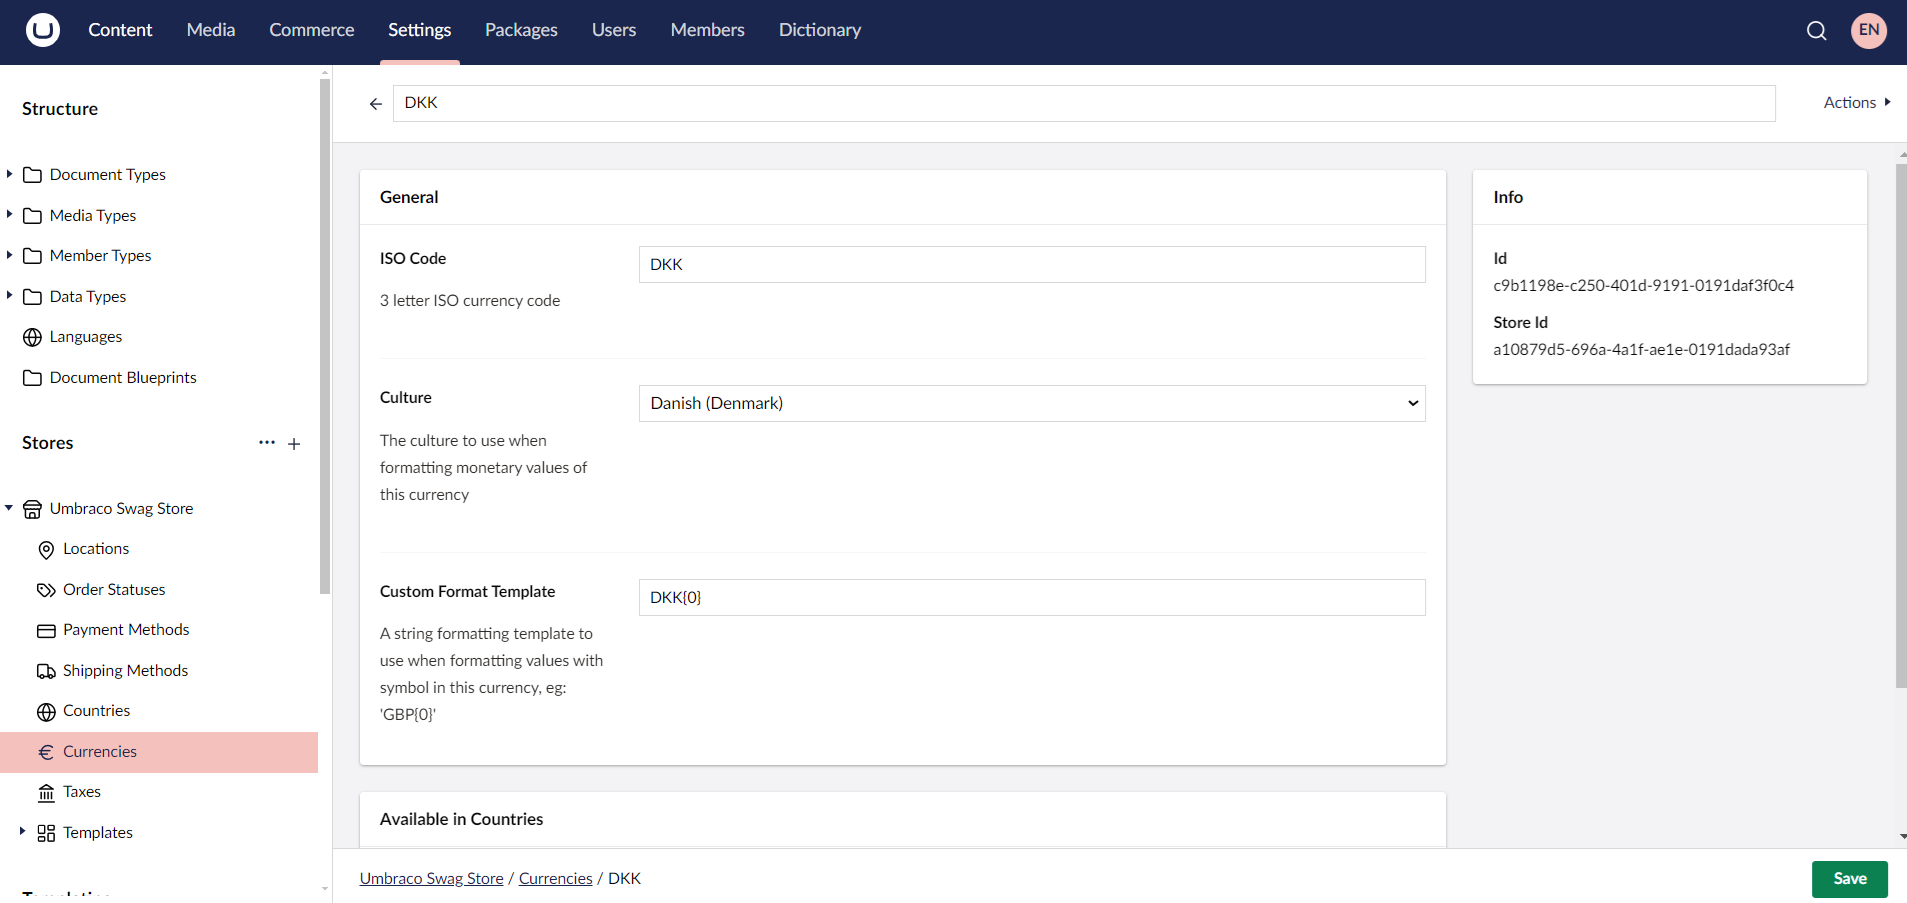 Content
Media
Commerce
Settings
Packages
Users
Members
Dictionary
EN
Structure
Document Types
Media Types
Member Types
Data Types
Languages
Document Blueprints
Stores
Umbraco Swag Store
Locations
Order Statuses
Payment Methods
Shipping Methods
Countries
Currencies
Taxes
Templates
Templating
DKK
Actions
General
ISO Code
3 letter ISO currency code
DKK
Culture
The culture to use when
formatting monetary values of
this currency
Danish (Denmark)
Custom Format Template
A string formatting template to
use when formatting values with
symbol in this currency, eg:
'GBP{0}'
DKK{0}
Available in Countries
Info
Id
c9b1198e-c250-401d-9191-0191daf3f0c4
Store Id
a10879d5-696a-4a1f-ae1e-0191dada93af
Umbraco Swag Store / Currencies / DKK
Save